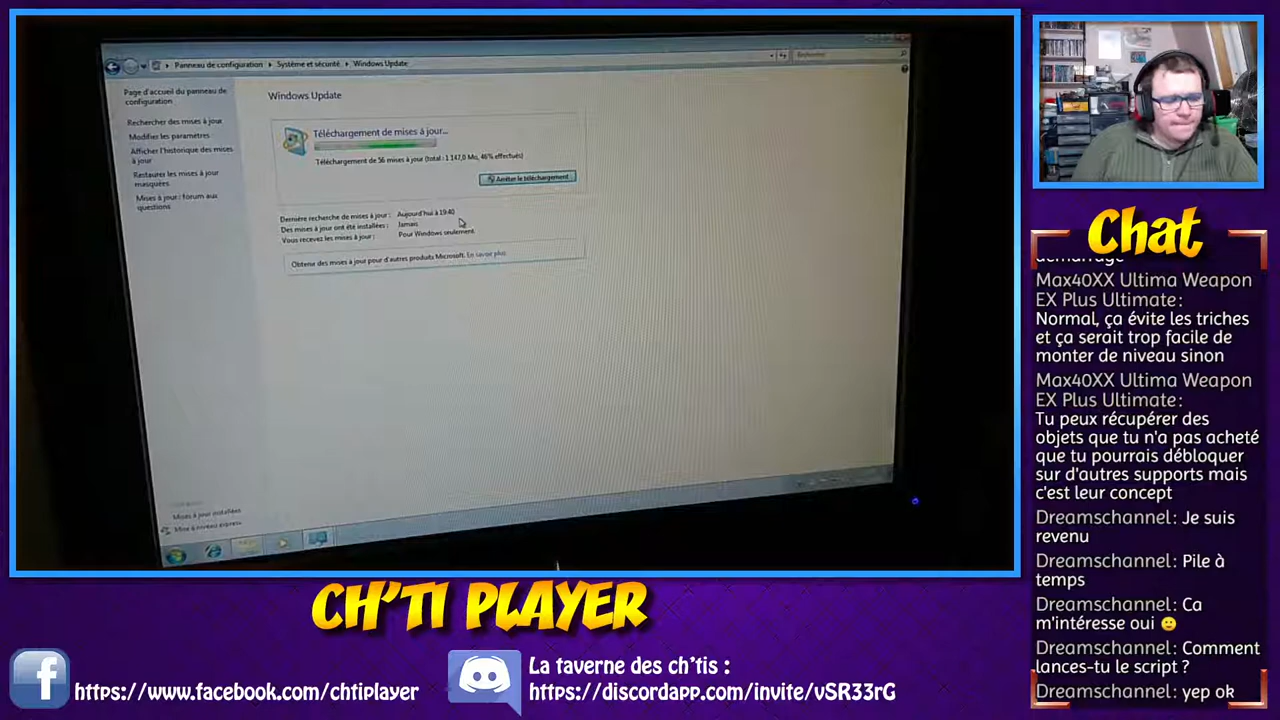 Panneau de configuration ▸ Système et sécurité ▸ Windows Update
Rechercher
Page d'accueil du panneau de
configuration
Rechercher des mises à jour
Modifier les paramètres
Afficher l'historique des mises
à jour
Restaurer les mises à jour
masquées
Mises à jour : forum aux
questions
Windows Update
Téléchargement de mises à jour...
Téléchargement de 56 mises à jour (total : 1 147,0 Mo, 46% effectués)
Arrêter le téléchargement
Dernière recherche de mises à jour : Aujourd'hui à 19:40
Des mises à jour ont été installées : Jamais
Vous recevez les mises à jour : Pour Windows seulement.
Obtenir des mises à jour pour d'autres produits Microsoft. En savoir plus
Mises à jour installées
Mise à niveau express
Chat
démarrage
Max40XX Ultima Weapon
EX Plus Ultimate :
Normal, ça évite les triches
et ça serait trop facile de
monter de niveau sinon
Max40XX Ultima Weapon
EX Plus Ultimate :
Tu peux récupérer des
objets que tu n'a pas acheté
que tu pourrais débloquer
sur d'autres supports mais
c'est leur concept
Dreamschannel : Je suis
revenu
Dreamschannel : Pile à
temps
Dreamschannel : Ca
m'intéresse oui 🙂
Dreamschannel : Comment
lances-tu le script ?
Dreamschannel : yep ok
CH'TI PLAYER
https://www.facebook.com/chtiplayer
La taverne des ch'tis :
https://discordapp.com/invite/vSR33rG